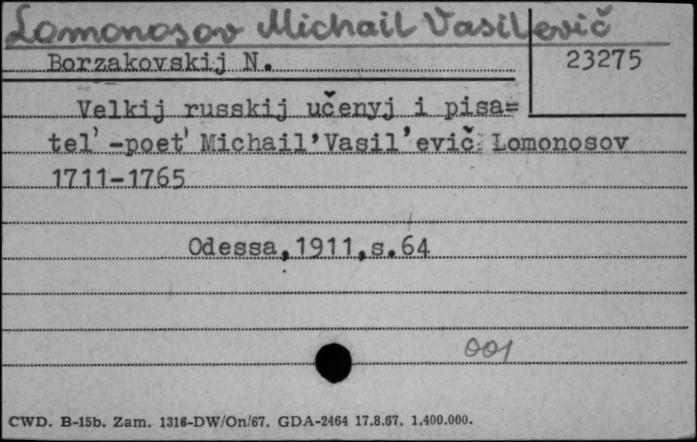 Lomonosov Michail Vasilevič
Borzakovskij N.
23275
Velkij russkij učenyj i pisa=
tel' -poet' Michail'Vasil'evič Lomonosov
1711-1765
Odessa,1911,s.64
001
CWD. B-15b. Zam. 1316-DW/On/67. GDA-2464 17.8.67. 1.400.000.